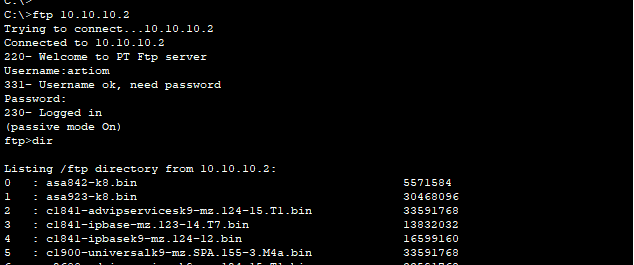 C:\>
C:\>ftp 10.10.10.2
Trying to connect...10.10.10.2
Connected to 10.10.10.2
220- Welcome to PT Ftp server
Username:artiom
331- Username ok, need password
Password:
230- Logged in
(passive mode On)
ftp>dir
Listing /ftp directory from 10.10.10.2:
0 : asa842-k8.bin 5571584
1 : asa923-k8.bin 30468096
2 : c1841-advipservicesk9-mz.124-15.T1.bin 33591768
3 : c1841-ipbase-mz.123-14.T7.bin 13832032
4 : c1841-ipbasek9-mz.124-12.bin 16599160
5 : c1900-universalk9-mz.SPA.155-3.M4a.bin 33591768